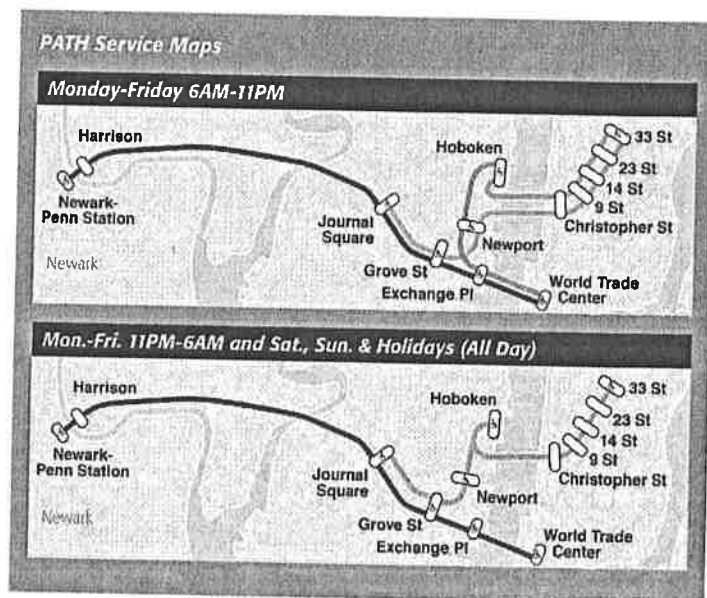 PATH Service Maps
Monday-Friday 6AM-11PM
Harrison
Newark-
Penn Station
Newark
Journal
Square
Hoboken
33 St
23 St
14 St
9 St
Christopher St
Newport
Grove St
Exchange Pl
World Trade
Center
Mon.-Fri. 11PM-6AM and Sat., Sun. & Holidays (All Day)
Harrison
Newark-
Penn Station
Newark
Journal
Square
Hoboken
33 St
23 St
14 St
9 St
Christopher St
Newport
Grove St
Exchange Pl
World Trade
Center